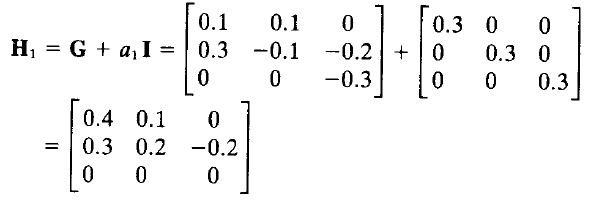 H₁ = G + a₁I = [0.1 0.1 0; 0.3 −0.1 −0.2; 0 0 −0.3] + [0.3 0 0; 0 0.3 0; 0 0 0.3]
= [0.4 0.1 0; 0.3 0.2 −0.2; 0 0 0]